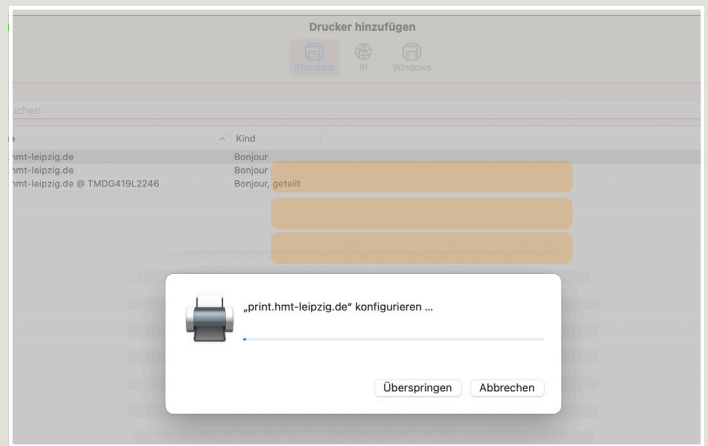 Drucker hinzufügen
Standard IP Windows
uchen
Kind
hmt-leipzig.de Bonjour
hmt-leipzig.de Bonjour
hmt-leipzig.de @ TMDG419L2246 Bonjour, geteilt
„print.hmt-leipzig.de“ konfigurieren ...
Überspringen Abbrechen